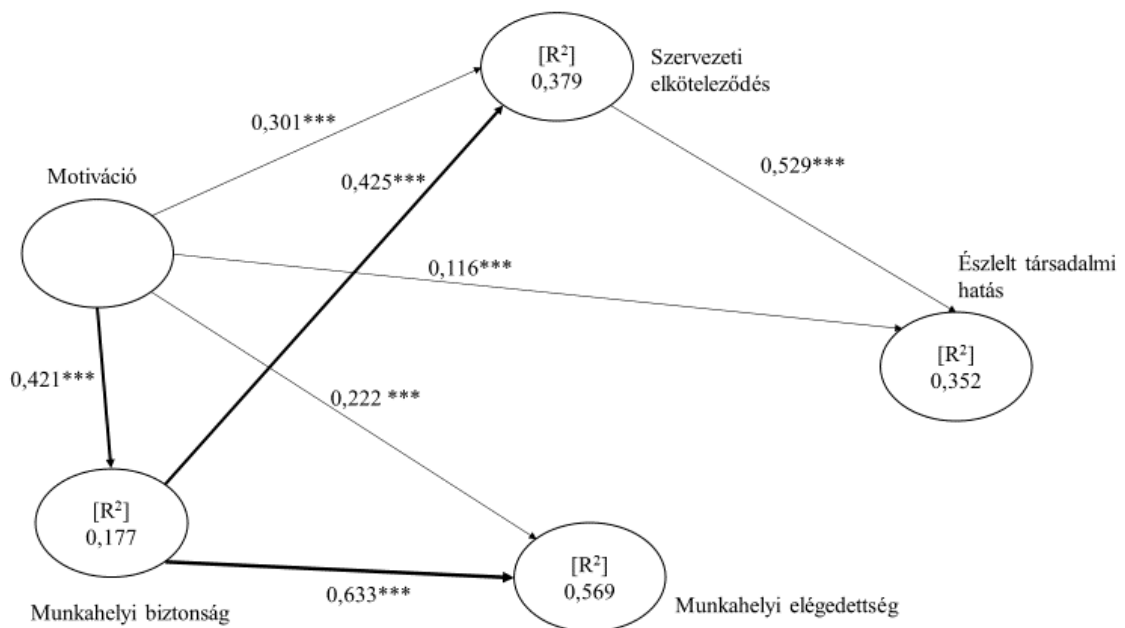 [R²]
0,379
Szervezeti
elköteleződés
0,301***
0,529***
0,425***
Motiváció
Észlelt társadalmi
hatás
0,116***
[R²]
0,352
0,421***
0,222 ***
[R²]
0,177
[R²]
0,569
0,633***
Munkahelyi biztonság
Munkahelyi elégedettség